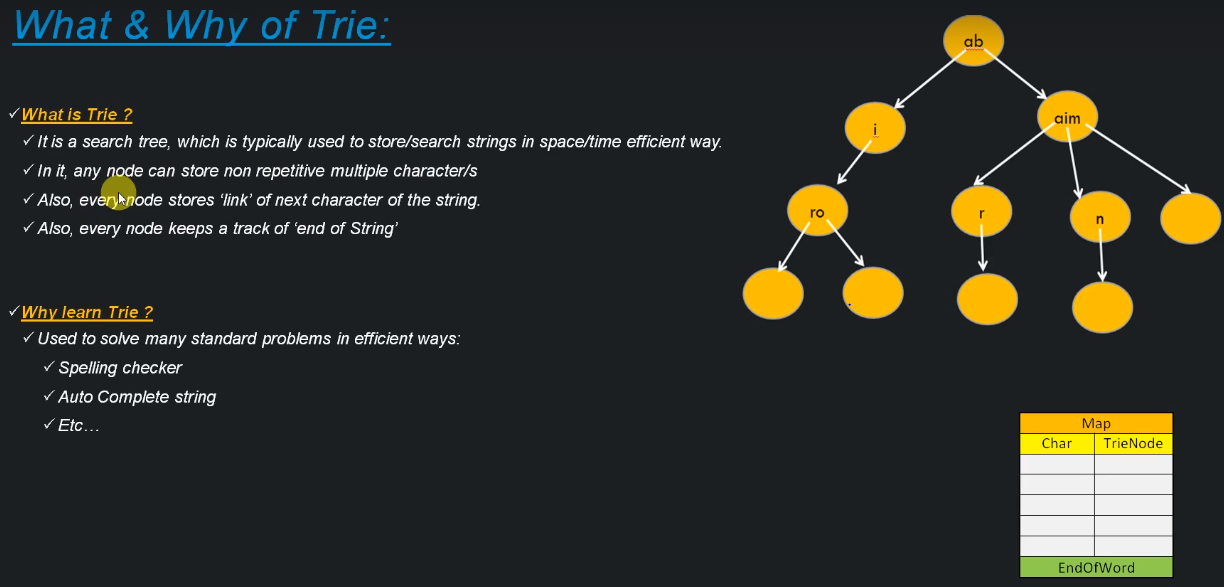 What & Why of Trie:
✓What is Trie ?
✓It is a search tree, which is typically used to store/search strings in space/time efficient way.
✓In it, any node can store non repetitive multiple character/s
✓Also, every node stores ‘link’ of next character of the string.
✓Also, every node keeps a track of ‘end of String’
✓Why learn Trie ?
✓Used to solve many standard problems in efficient ways:
✓Spelling checker
✓Auto Complete string
✓Etc…
ab
i
aim
ro
r
n
Map
Char TrieNode
EndOfWord